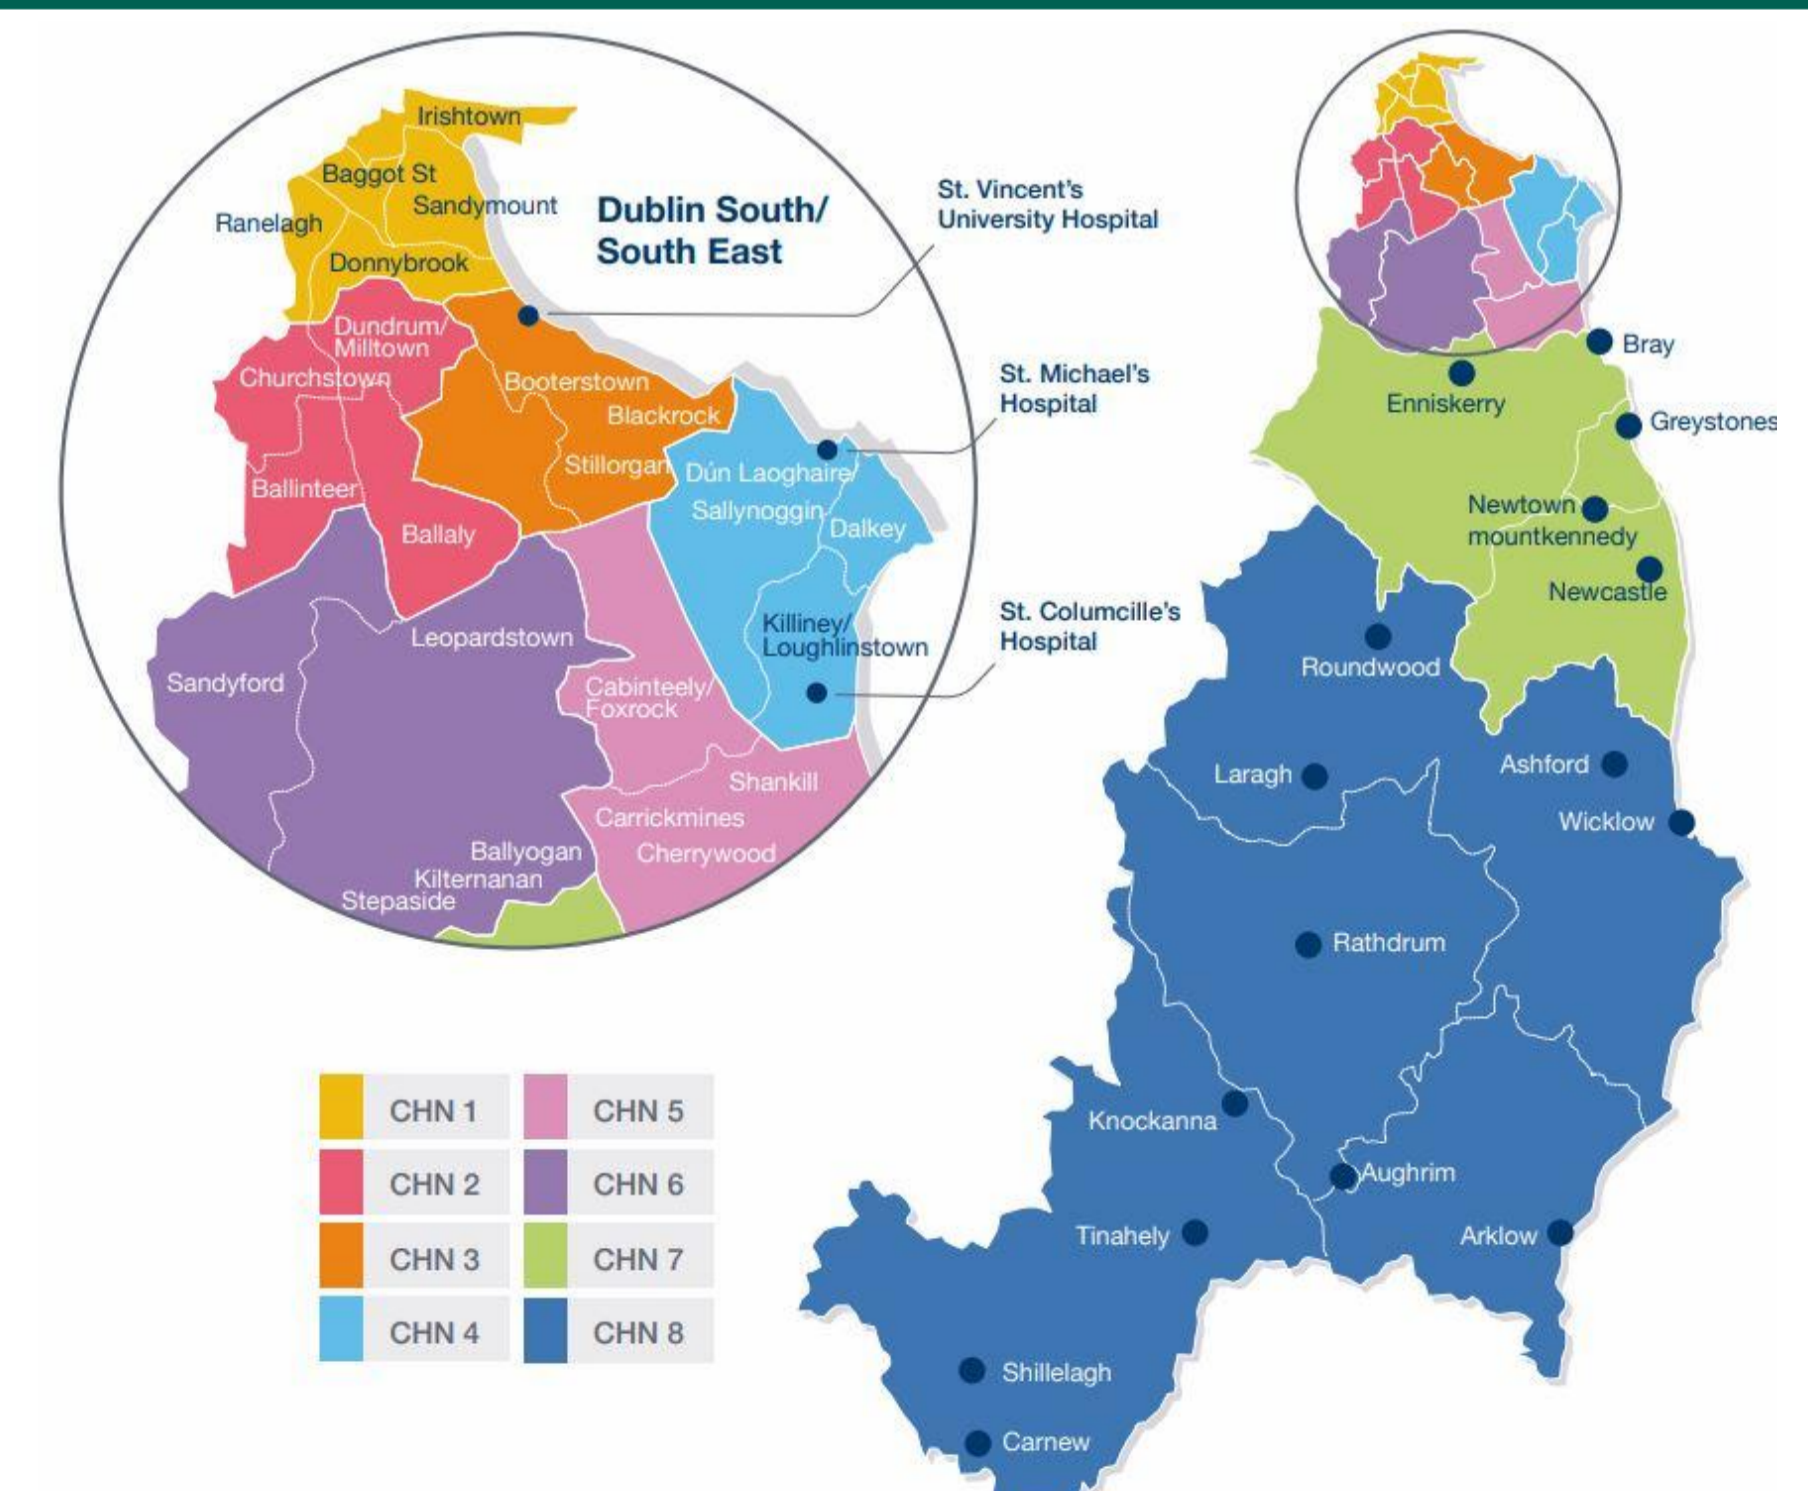 Irishtown
Baggot St
Sandymount
Ranelagh
Donnybrook
Dublin South/
South East
St. Vincent's
University Hospital
Dundrum/
Milltown
Churchstown
Booterstown
Blackrock
St. Michael's
Hospital
Stillorgan
Dún Laoghaire/
Sallynoggin
Dalkey
Ballinteer
Ballaly
Killiney/
Loughlinstown
St. Columcille's
Hospital
Leopardstown
Sandyford
Cabinteely/
Foxrock
Shankill
Carrickmines
Cherrywood
Ballyogan
Kilternanan
Stepaside
Bray
Enniskerry
Greystones
Newtown
mountkennedy
Newcastle
Roundwood
Laragh
Ashford
Wicklow
Rathdrum
Knockanna
Aughrim
Tinahely
Arklow
Shillelagh
Carnew
CHN 1
CHN 5
CHN 2
CHN 6
CHN 3
CHN 7
CHN 4
CHN 8